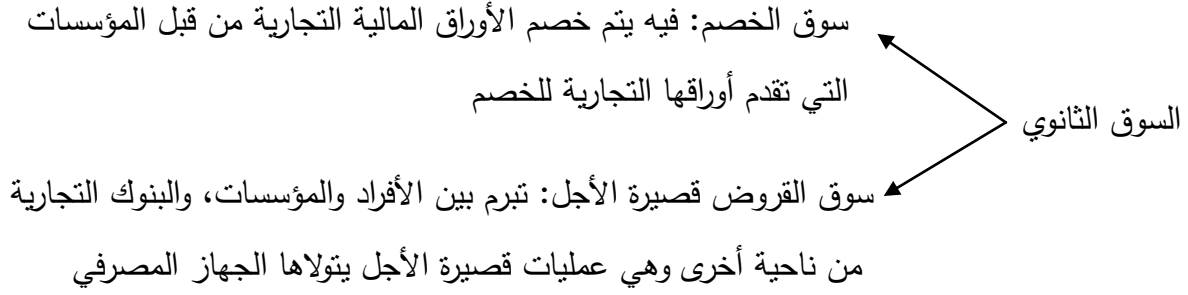 سوق الخصم: فيه يتم خصم الأوراق المالية التجارية من قبل المؤسسات
التي تقدم أوراقها التجارية للخصم
السوق الثانوي
سوق القروض قصيرة الأجل: تبرم بين الأفراد والمؤسسات، والبنوك التجارية
من ناحية أخرى وهي عمليات قصيرة الأجل يتولاها الجهاز المصرفي